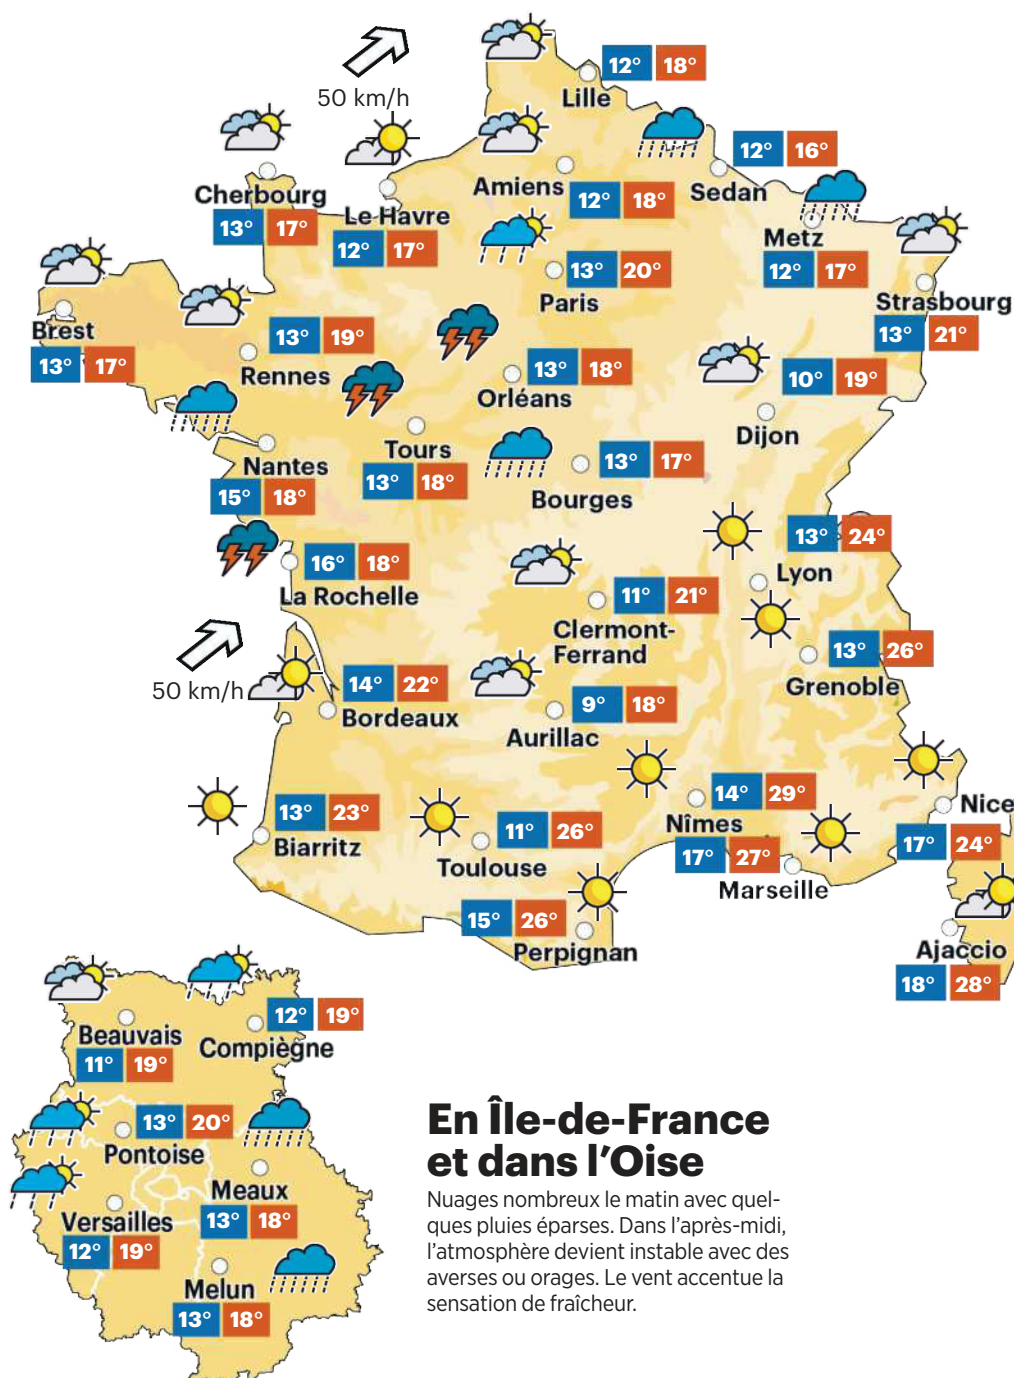 50 km/h
12° 18°
Lille
Cherbourg
13° 17°
Le Havre
12° 17°
Amiens
12° 18°
12° 16°
Sedan
Metz
12° 17°
13° 20°
Paris
Strasbourg
13° 21°
Brest
13° 17°
13° 19°
Rennes
13° 18°
Orléans
10° 19°
Dijon
Nantes
15° 18°
Tours
13° 18°
13° 17°
Bourges
13° 24°
Lyon
16° 18°
La Rochelle
11° 21°
Clermont-
Ferrand
13° 26°
Grenoble
50 km/h
14° 22°
Bordeaux
9° 18°
Aurillac
13° 23°
Biarritz
11° 26°
Toulouse
14° 29°
Nîmes
17° 27°
Marseille
Nice
17° 24°
15° 26°
Perpignan
Ajaccio
18° 28°
Beauvais
11° 19°
12° 19°
Compiègne
13° 20°
Pontoise
Meaux
13° 18°
Versailles
12° 19°
Melun
13° 18°
En Île-de-France
et dans l'Oise
Nuages nombreux le matin avec quel-
ques pluies éparses. Dans l'après-midi,
l'atmosphère devient instable avec des
averses ou orages. Le vent accentue la
sensation de fraîcheur.